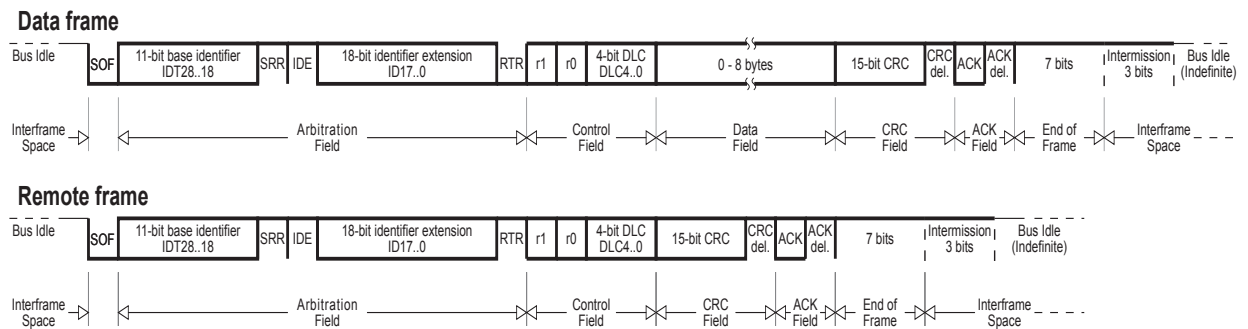 Data frame
Bus Idle
SOF
11-bit base identifier
IDT28..18
SRR
IDE
18-bit identifier extension
ID17..0
RTR
r1
r0
4-bit DLC
DLC4..0
0 - 8 bytes
15-bit CRC
CRC
del.
ACK
ACK
del.
7 bits
Intermission
3 bits
Bus Idle
(Indefinite)
Interframe
Space
Arbitration
Field
Control
Field
Data
Field
CRC
Field
ACK
Field
End of
Frame
Interframe
Space
Remote frame
Bus Idle
SOF
11-bit base identifier
IDT28..18
SRR
IDE
18-bit identifier extension
ID17..0
RTR
r1
r0
4-bit DLC
DLC4..0
15-bit CRC
CRC
del.
ACK
ACK
del.
7 bits
Intermission
3 bits
Bus Idle
(Indefinite)
Interframe
Space
Arbitration
Field
Control
Field
CRC
Field
ACK
Field
End of
Frame
Interframe
Space